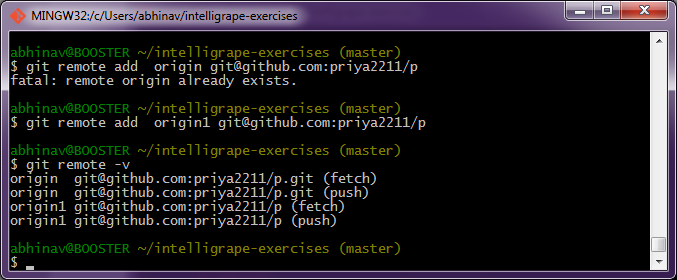 MINGW32:/c/Users/abhinav/intelligrape-exercises
abhinav@BOOSTER ~/intelligrape-exercises (master)
$ git remote add  origin git@github.com:priya2211/p
fatal: remote origin already exists.
abhinav@BOOSTER ~/intelligrape-exercises (master)
$ git remote add  origin1 git@github.com:priya2211/p
abhinav@BOOSTER ~/intelligrape-exercises (master)
$ git remote -v
origin  git@github.com:priya2211/p.git (fetch)
origin  git@github.com:priya2211/p.git (push)
origin1 git@github.com:priya2211/p (fetch)
origin1 git@github.com:priya2211/p (push)
abhinav@BOOSTER ~/intelligrape-exercises (master)
$